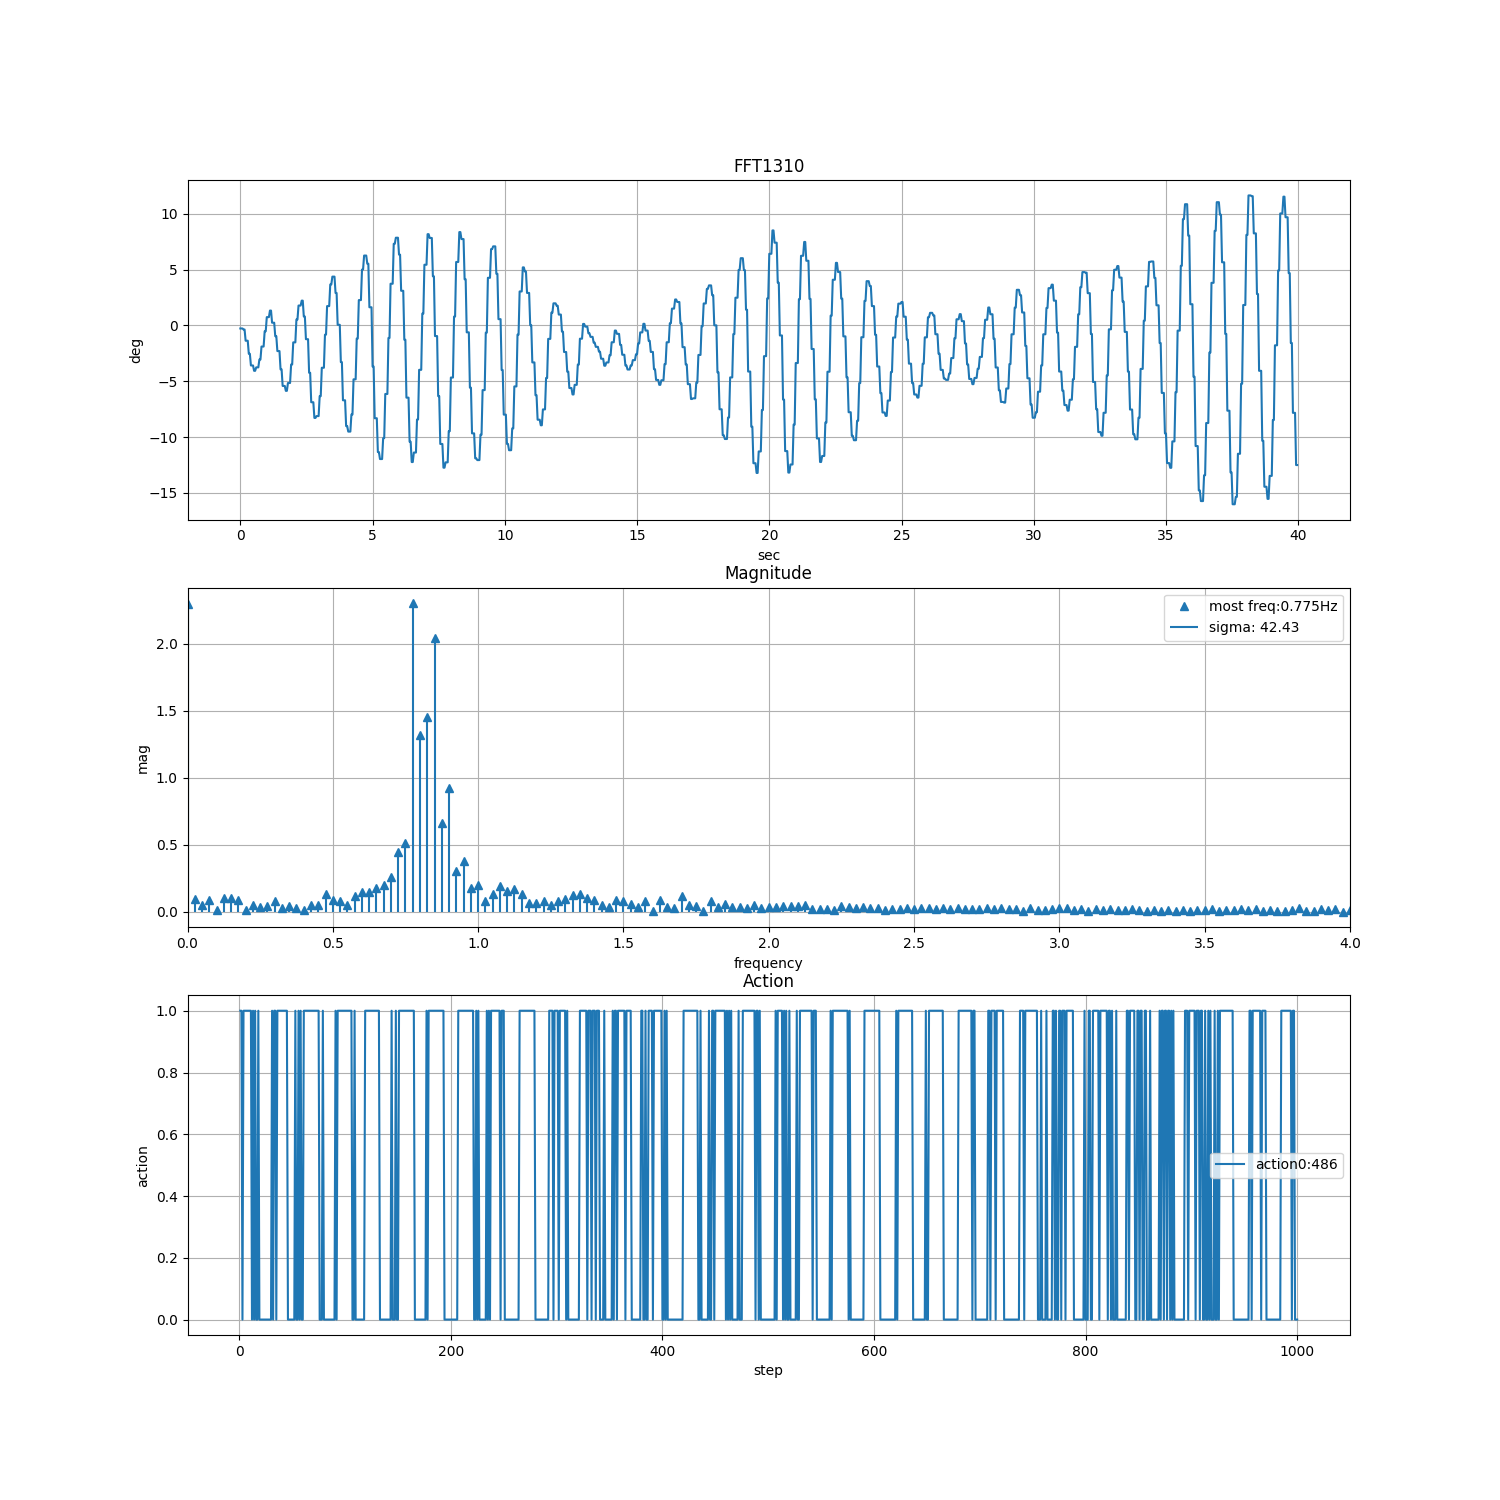 FFT1310
10
5
0
−5
−10
−15
deg
0 5 10 15 20 25 30 35 40
sec
Magnitude
most freq:0.775Hz
sigma: 42.43
2.0
1.5
1.0
0.5
0.0
mag
0.0 0.5 1.0 1.5 2.0 2.5 3.0 3.5 4.0
frequency
Action
1.0
0.8
0.6
0.4
0.2
0.0
action
action0:486
0 200 400 600 800 1000
step